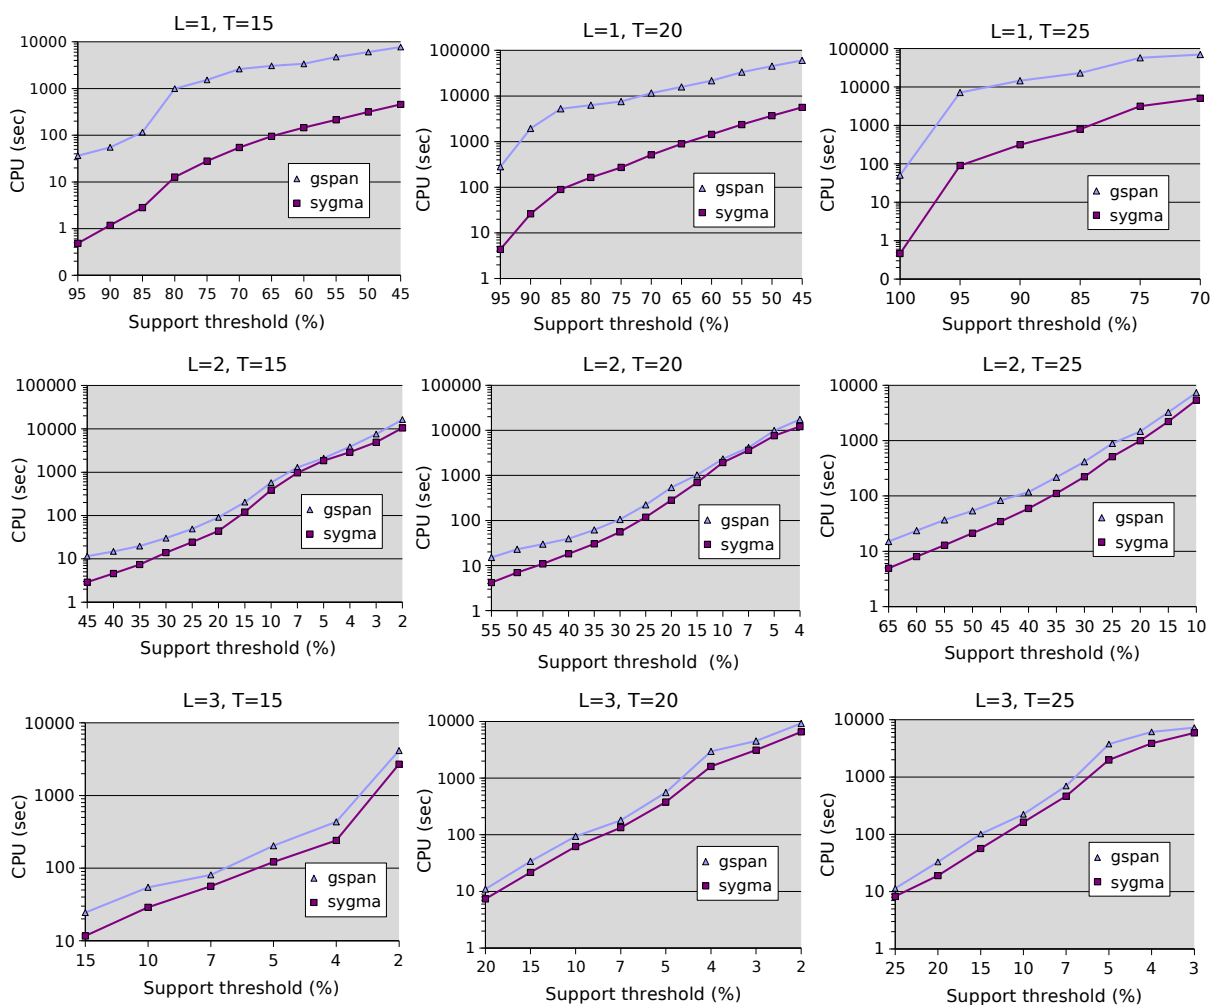 L=1, T=15
10000
1000
100
10
1
0
CPU (sec)
gspan
sygma
95 90 85 80 75 70 65 60 55 50 45
Support threshold (%)
L=1, T=20
100000
10000
1000
100
10
1
CPU (sec)
gspan
sygma
95 90 85 80 75 70 65 60 55 50 45
Support threshold (%)
L=1, T=25
100000
10000
1000
100
10
1
0
CPU (sec)
gspan
sygma
100 95 90 85 75 70
Support threshold (%)
L=2, T=15
100000
10000
1000
100
10
1
CPU (sec)
gspan
sygma
45 40 35 30 25 20 15 10 7 5 4 3 2
Support threshold (%)
L=2, T=20
100000
10000
1000
100
10
1
CPU (sec)
gspan
sygma
55 50 45 40 35 30 25 20 15 10 7 5 4
Support threshold (%)
L=2, T=25
10000
1000
100
10
1
CPU (sec)
gspan
sygma
65 60 55 50 45 40 35 30 25 20 15 10
Support threshold (%)
L=3, T=15
10000
1000
100
10
CPU (sec)
gspan
sygma
15 10 7 5 4 2
Support threshold (%)
L=3, T=20
10000
1000
100
10
1
CPU (sec)
gspan
sygma
20 15 10 7 5 4 3 2
Support threshold (%)
L=3, T=25
10000
1000
100
10
1
CPU (sec)
gspan
sygma
25 20 15 10 7 5 4 3
Support threshold (%)